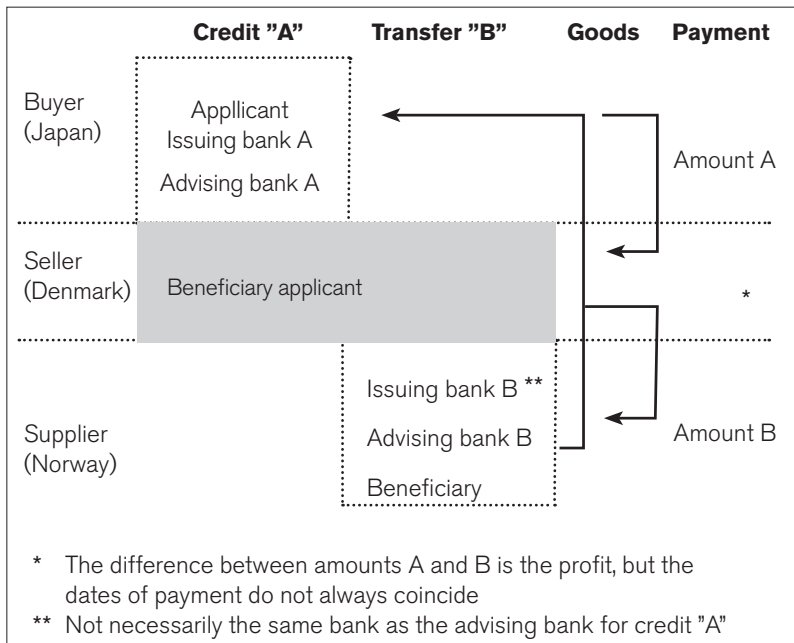 Credit ”A” Transfer ”B” Goods Payment
Buyer
(Japan)
Appllicant
Issuing bank A
Advising bank A
Amount A
Seller
(Denmark)
Beneficiary applicant
*
Supplier
(Norway)
Issuing bank B **
Advising bank B
Beneficiary
Amount B
* The difference between amounts A and B is the profit, but the
dates of payment do not always coincide
** Not necessarily the same bank as the advising bank for credit ”A”